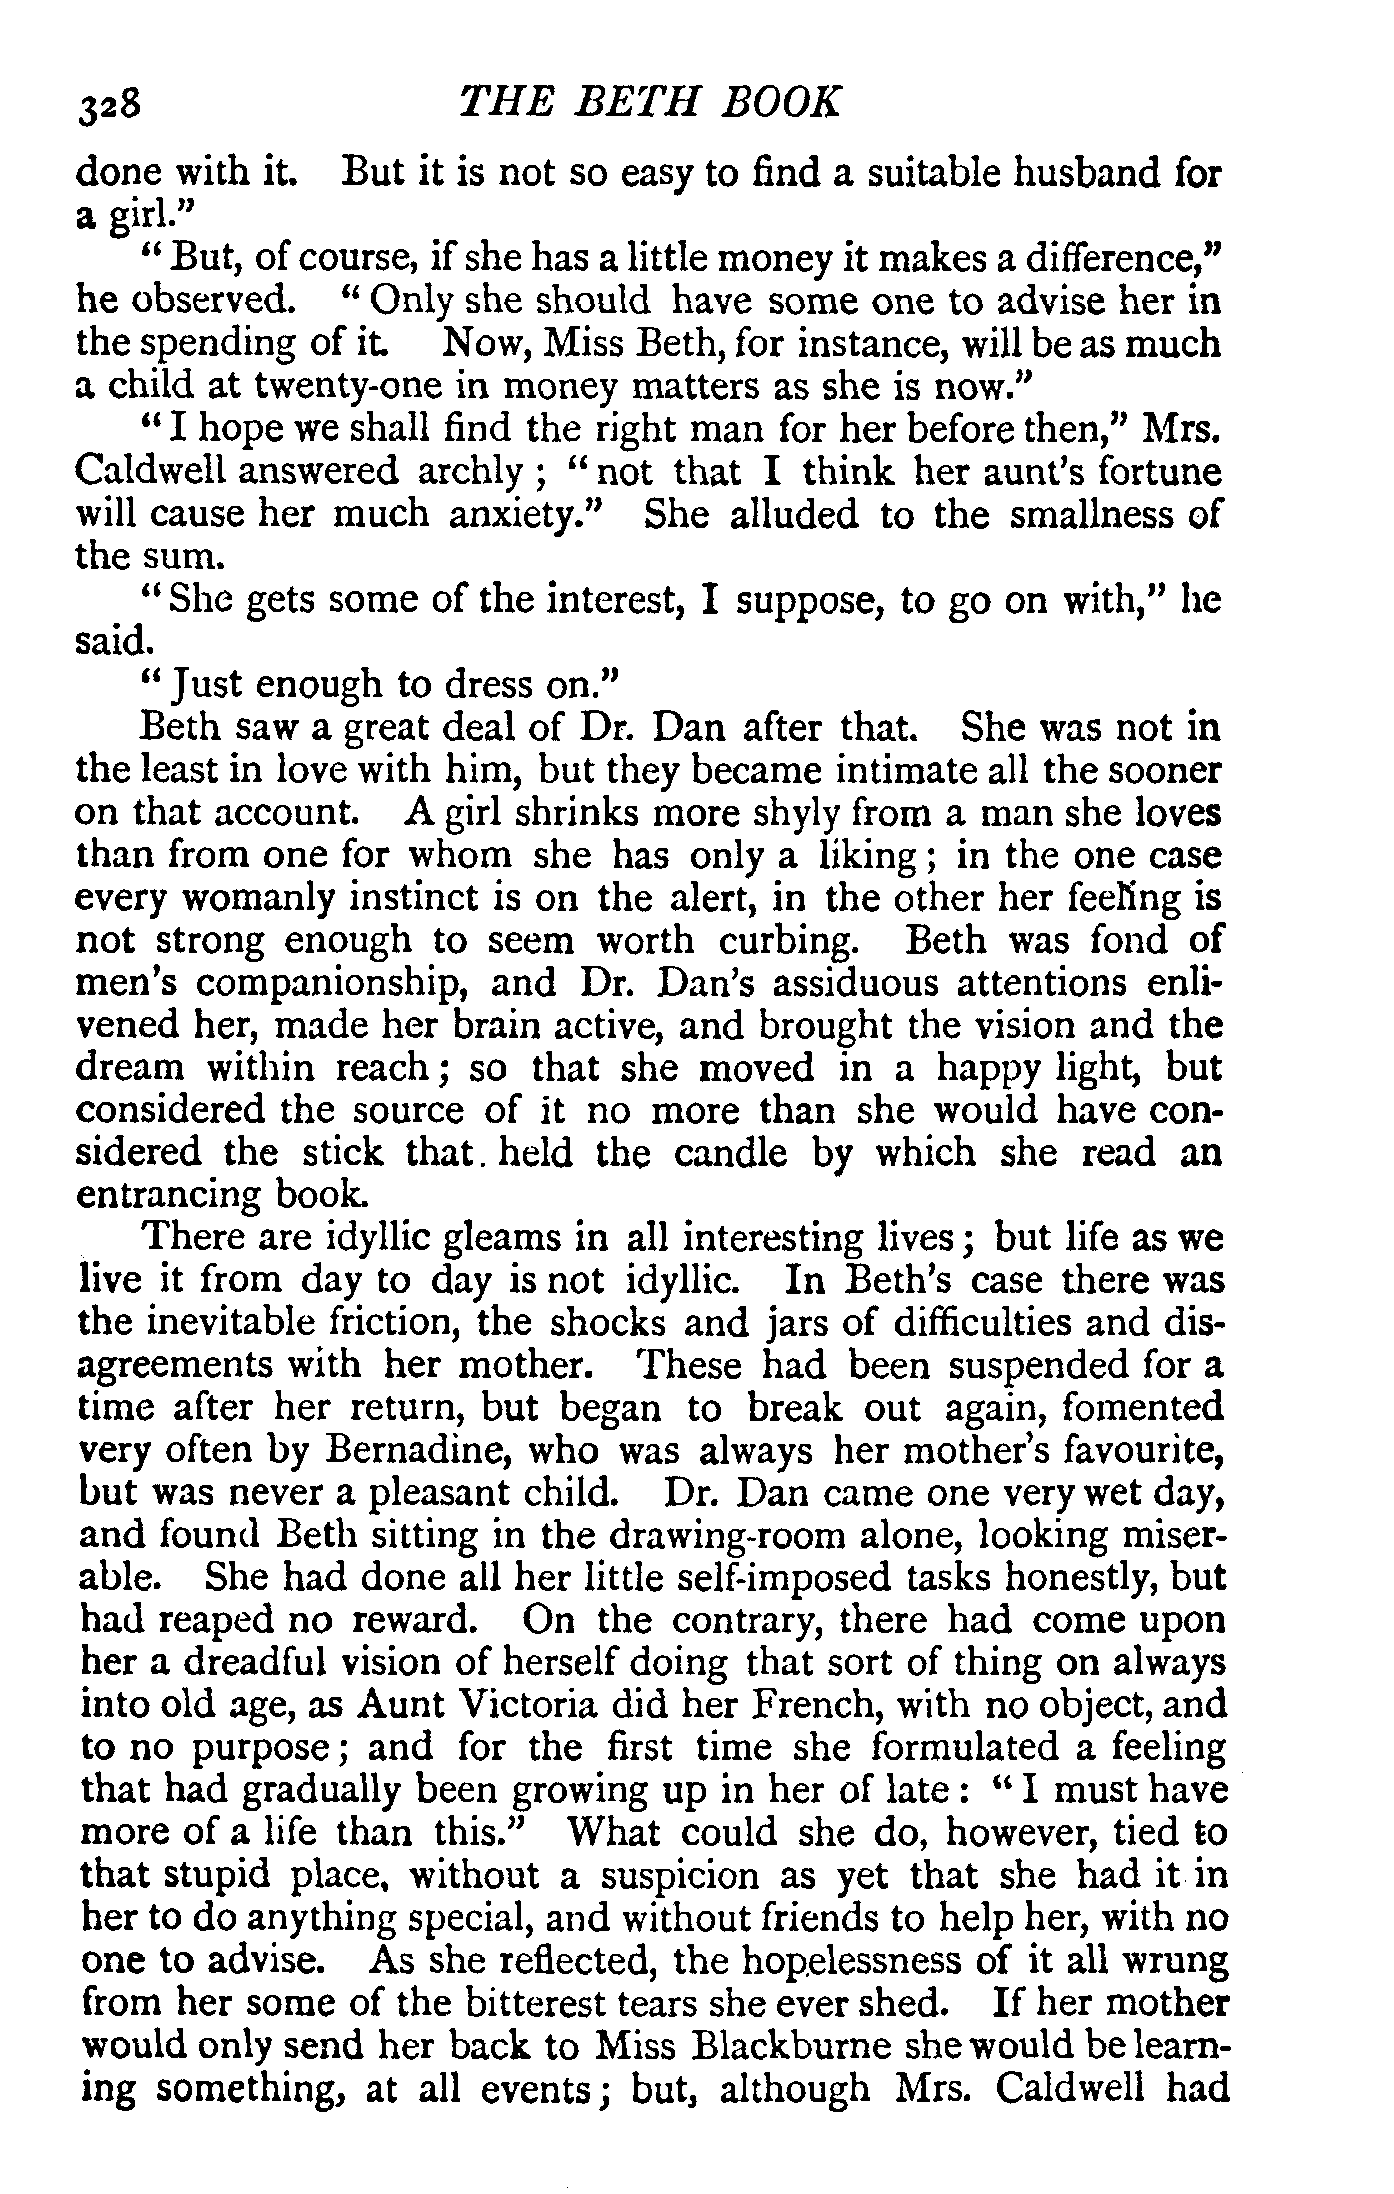 328 THE BETH BOOK
done with it. But it is not so easy to find a suitable husband for
a girl."
" But, of course, if she has a little money it makes a difference,"
he observed. " Only she should have some one to advise her in
the spending of it. Now, Miss Beth, for instance, will be as much
a child at twenty-one in money matters as she is now."
" I hope we shall find the right man for her before then," Mrs.
Caldwell answered archly ; " not that I think her aunt's fortune
will cause her much anxiety." She alluded to the smallness of
the sum.
" She gets some of the interest, I suppose, to go on with," he
said.
" Just enough to dress on."
Beth saw a great deal of Dr. Dan after that. She was not in
the least in love with him, but they became intimate all the sooner
on that account. A girl shrinks more shyly from a man she loves
than from one for whom she has only a liking ; in the one case
every womanly instinct is on the alert, in the other her feeling is
not strong enough to seem worth curbing. Beth was fond of
men's companionship, and Dr. Dan's assiduous attentions enli-
vened her, made her brain active, and brought the vision and the
dream within reach ; so that she moved in a happy light, but
considered the source of it no more than she would have con-
sidered the stick that held the candle by which she read an
entrancing book.
There are idyllic gleams in all interesting lives ; but life as we
live it from day to day is not idyllic. In Beth's case there was
the inevitable friction, the shocks and jars of difficulties and dis-
agreements with her mother. These had been suspended for a
time after her return, but began to break out again, fomented
very often by Bernadine, who was always her mother's favourite,
but was never a pleasant child. Dr. Dan came one very wet day,
and found Beth sitting in the drawing-room alone, looking miser-
able. She had done all her little self-imposed tasks honestly, but
had reaped no reward. On the contrary, there had come upon
her a dreadful vision of herself doing that sort of thing on always
into old age, as Aunt Victoria did her French, with no object, and
to no purpose ; and for the first time she formulated a feeling
that had gradually been growing up in her of late : " I must have
more of a life than this." What could she do, however, tied to
that stupid place, without a suspicion as yet that she had it in
her to do anything special, and without friends to help her, with no
one to advise. As she reflected, the hopelessness of it all wrung
from her some of the bitterest tears she ever shed. If her mother
would only send her back to Miss Blackburne she would be learn-
ing something, at all events ; but, although Mrs. Caldwell had